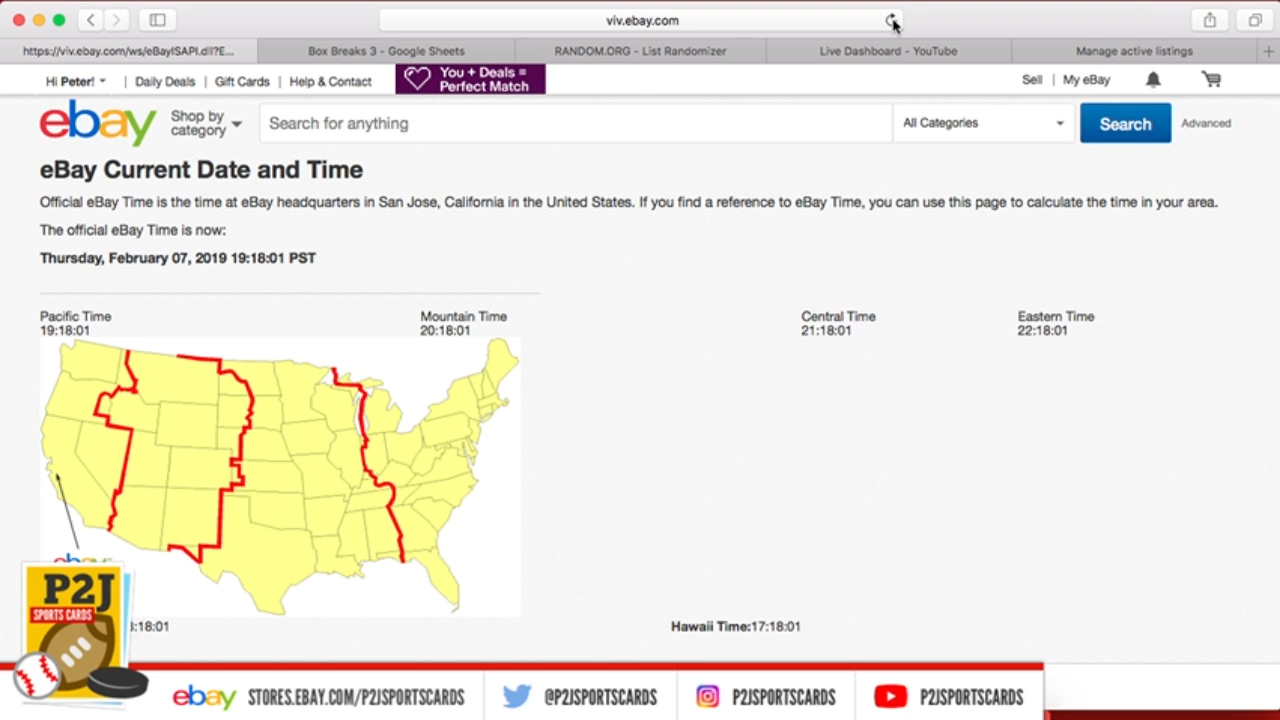 viv.ebay.com
https://viv.ebay.com/ws/eBayISAPI.dll?E...
Box Breaks 3 - Google Sheets
RANDOM.ORG - List Randomizer
Live Dashboard - YouTube
Manage active listings
Hi Peter!
Daily Deals
Gift Cards
Help & Contact
You + Deals =
Perfect Match
Sell
My eBay
ebay
Shop by
category
Search for anything
All Categories
Search
Advanced
eBay Current Date and Time
Official eBay Time is the time at eBay headquarters in San Jose, California in the United States. If you find a reference to eBay Time, you can use this page to calculate the time in your area.
The official eBay Time is now:
Thursday, February 07, 2019 19:18:01 PST
Pacific Time
19:18:01
Mountain Time
20:18:01
Central Time
21:18:01
Eastern Time
22:18:01
ebay
P2J
SPORTS CARDS
:18:01
Hawaii Time:17:18:01
ebay STORES.EBAY.COM/P2JSPORTSCARDS
@P2JSPORTSCARDS
P2JSPORTSCARDS
P2JSPORTSCARDS